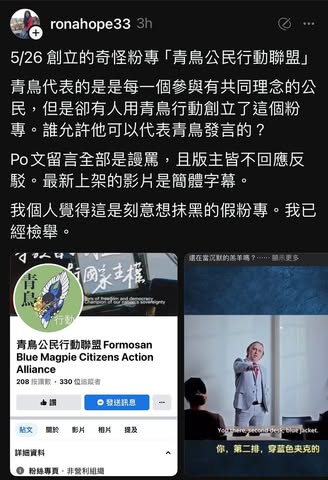 ronahope33 3h
5/26 創立的奇怪粉專「青鳥公民行動聯盟」
青鳥代表的是是每一個參與有共同理念的公
民，但是卻有人用青鳥行動創立了這個粉
專。誰允許他可以代表青鳥發言的？
Po文留言全部是謾罵，且版主皆不回應反
駁。最新上架的影片是簡體字幕。
我個人覺得這是刻意想抹黑的假粉專。我已
經檢舉。
還在當沉默的羔羊嗎？⋯⋯ 顯示更多
國家主權
ors of freedom and democracy
Champion of our nation's sovereignty
青鳥
行動
青鳥公民行動聯盟 Formosan
Blue Magpie Citizens Action
Alliance
208 按讚數・330 位追蹤者
讚
發送訊息
貼文 關於 影片 相片 提及
詳細資料
粉絲專頁・非營利組織
You there, second desk, blue jacket.
你，第二排，穿蓝色夹克的